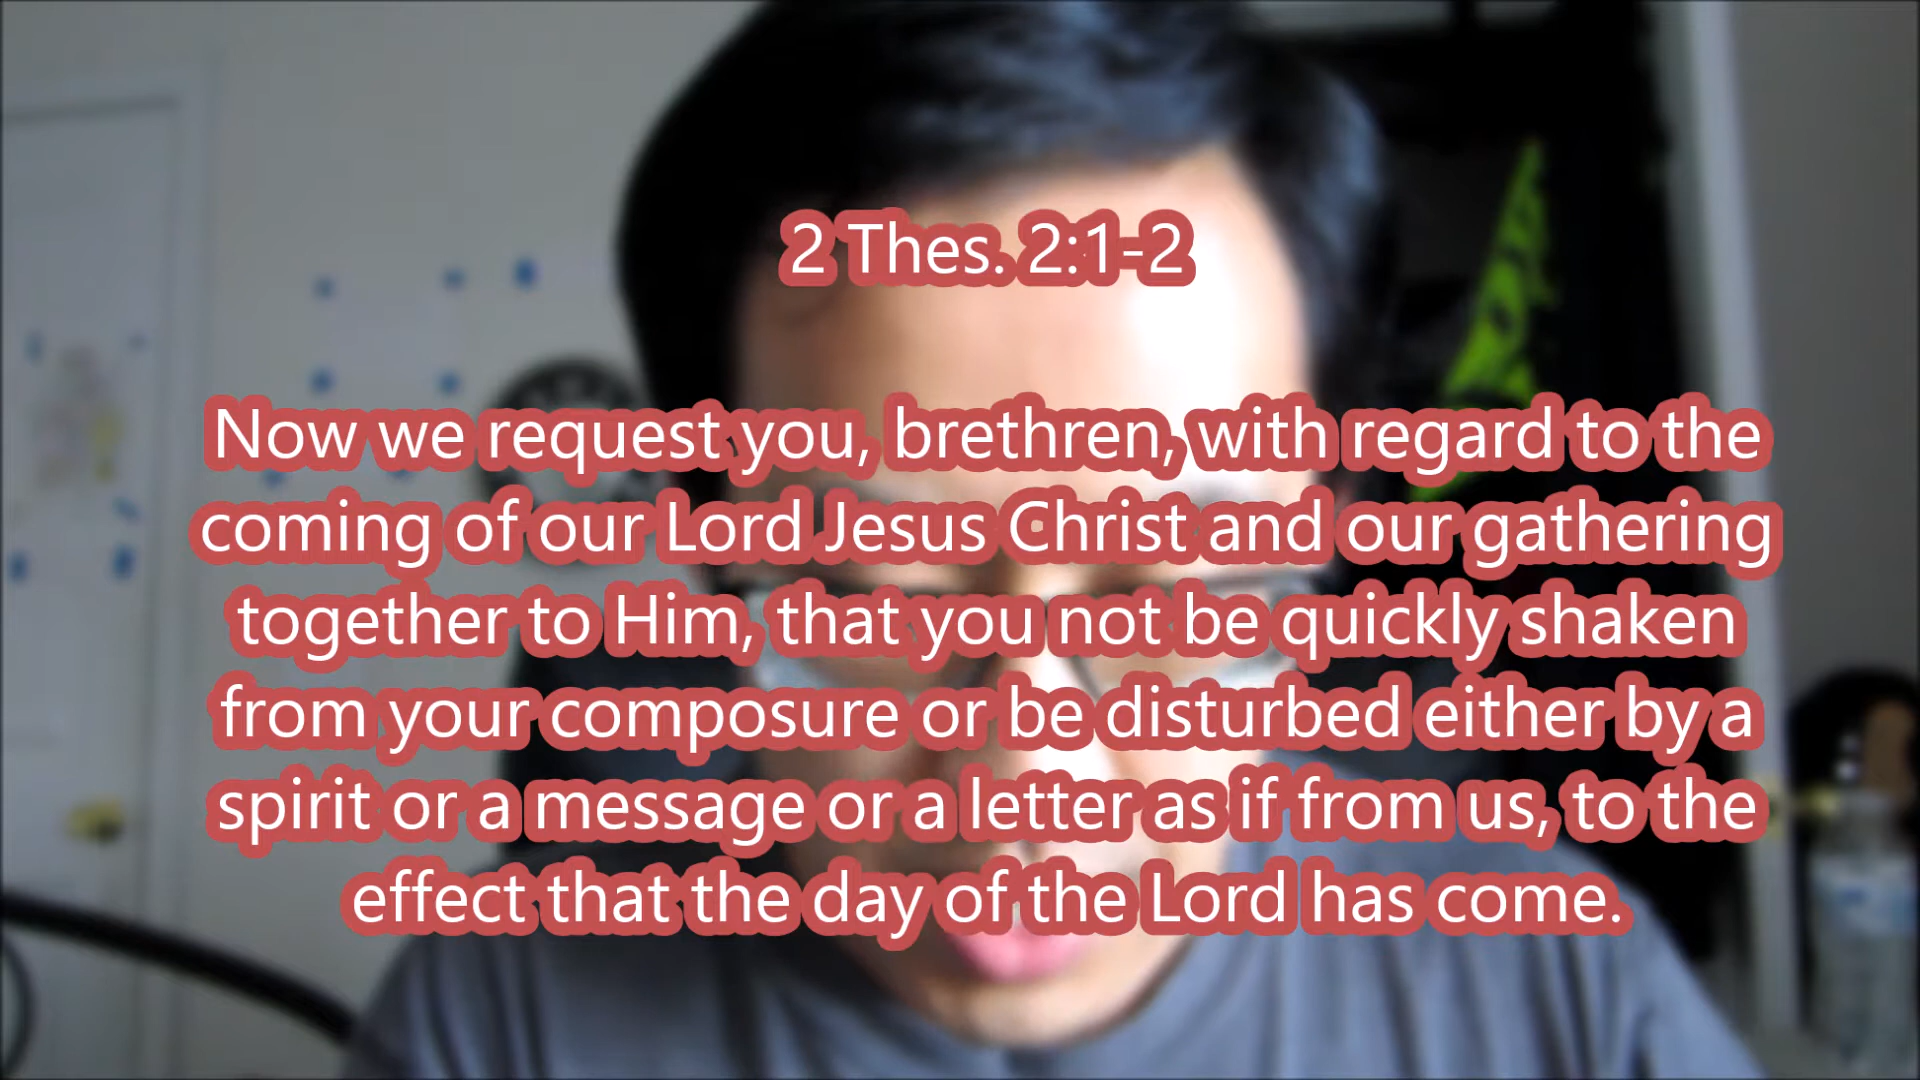 2 Thes. 2:1-2
Now we request you, brethren, with regard to the
coming of our Lord Jesus Christ and our gathering
together to Him, that you not be quickly shaken
from your composure or be disturbed either by a
spirit or a message or a letter as if from us, to the
effect that the day of the Lord has come.